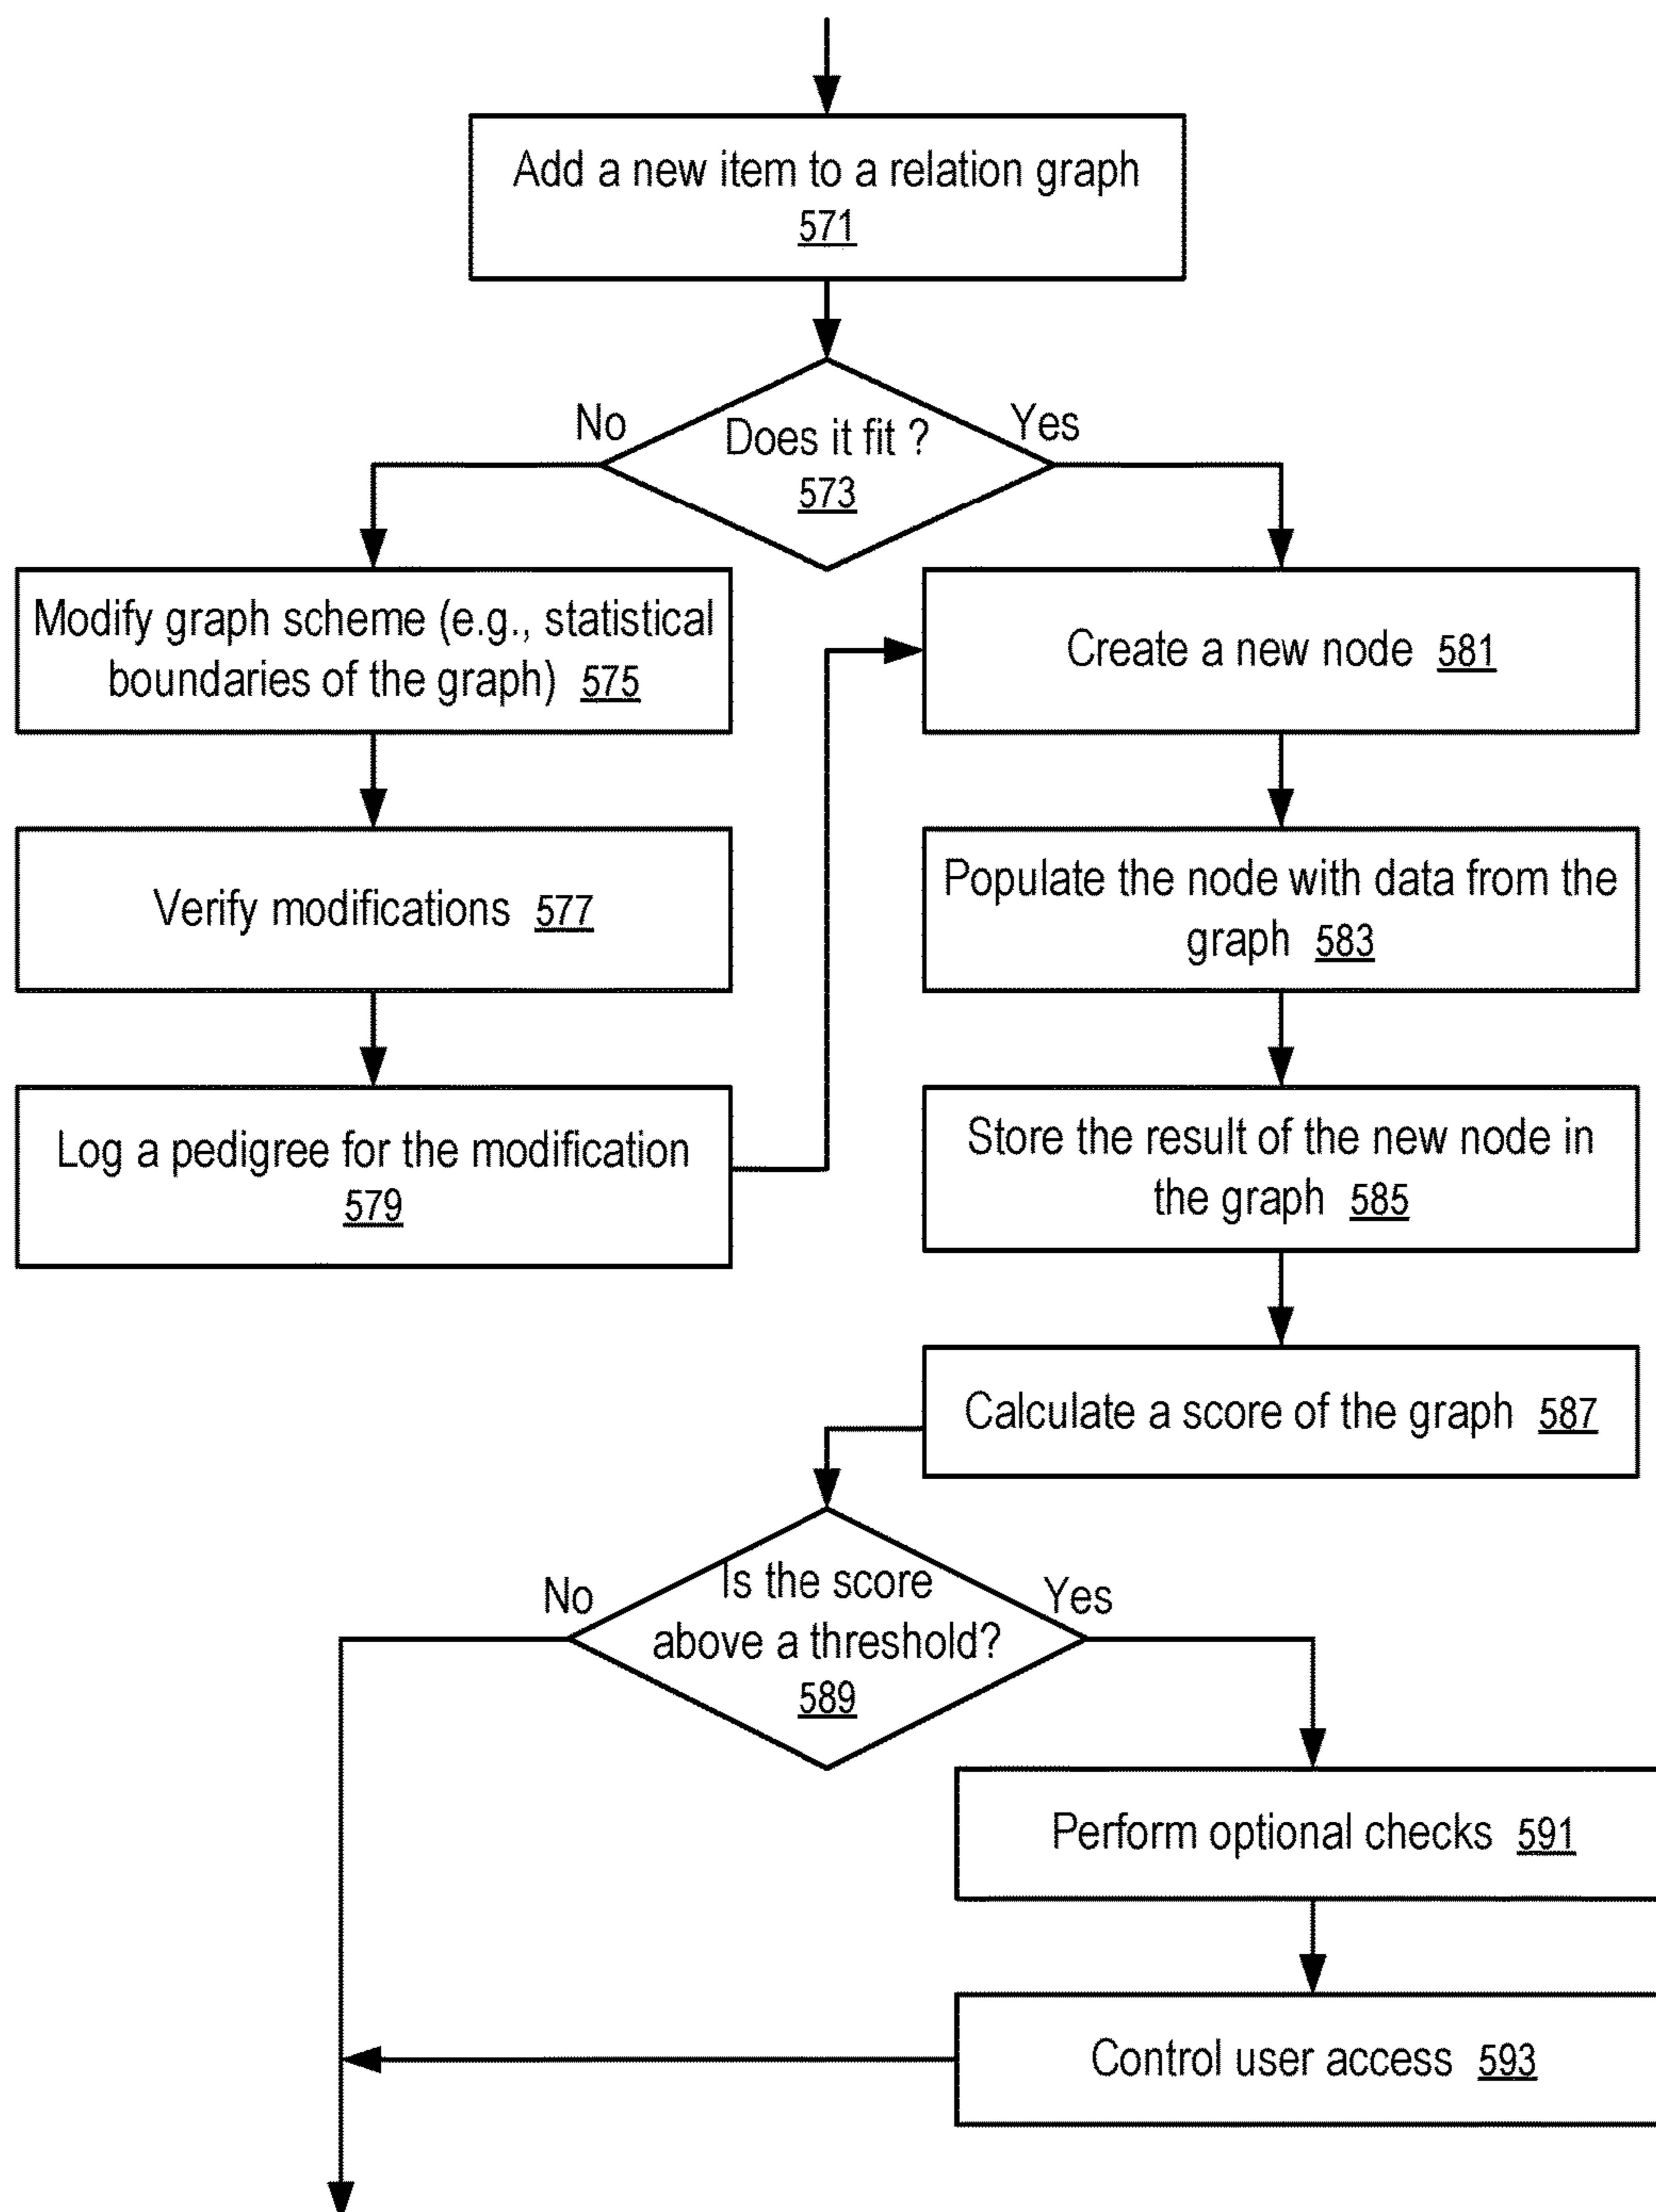 Add a new item to a relation graph
571
No
Yes
Does it fit ?
573
Modify graph scheme (e.g., statistical
boundaries of the graph) 575
Create a new node 581
Verify modifications 577
Populate the node with data from the
graph 583
Log a pedigree for the modification
579
Store the result of the new node in
the graph 585
Calculate a score of the graph 587
No
Yes
Is the score
above a threshold?
589
Perform optional checks 591
Control user access 593